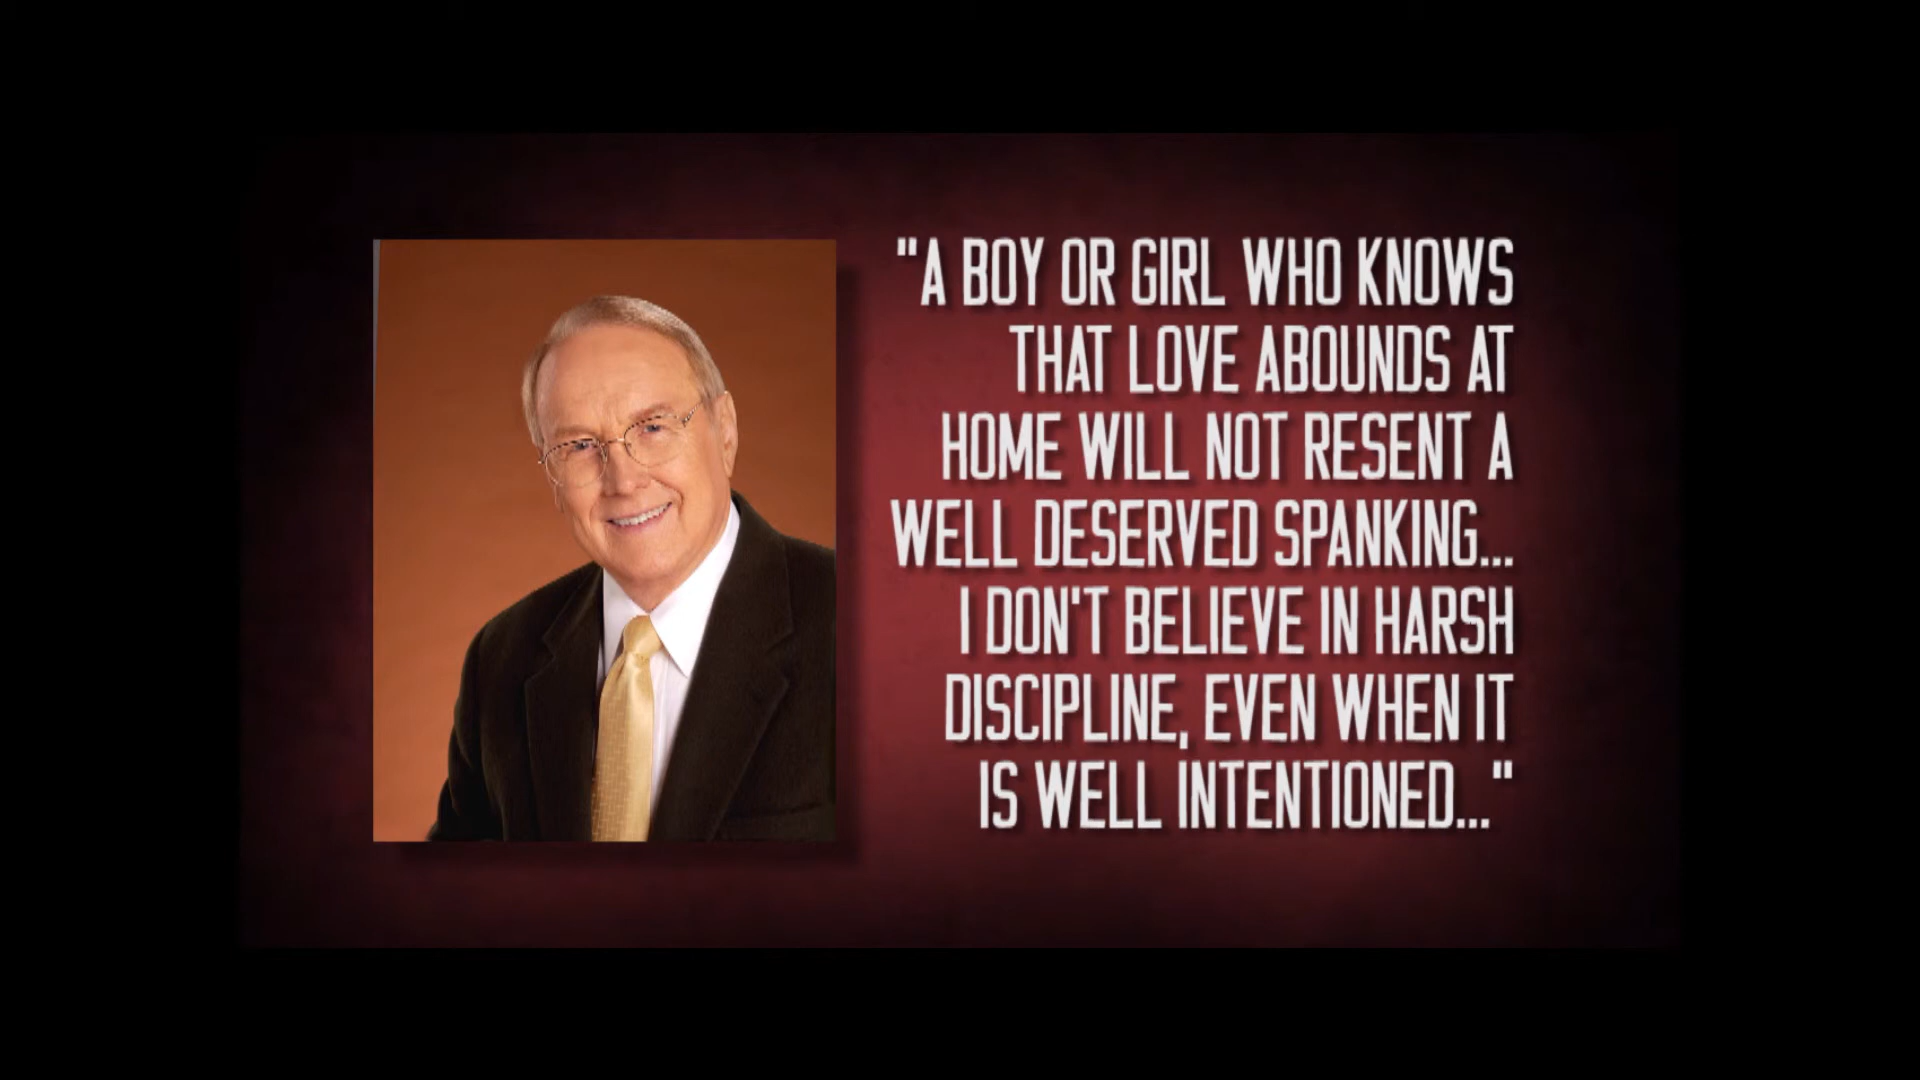 "A BOY OR GIRL WHO KNOWS
THAT LOVE ABOUNDS AT
HOME WILL NOT RESENT A
WELL DESERVED SPANKING...
I DON'T BELIEVE IN HARSH
DISCIPLINE, EVEN WHEN IT
IS WELL INTENTIONED..."